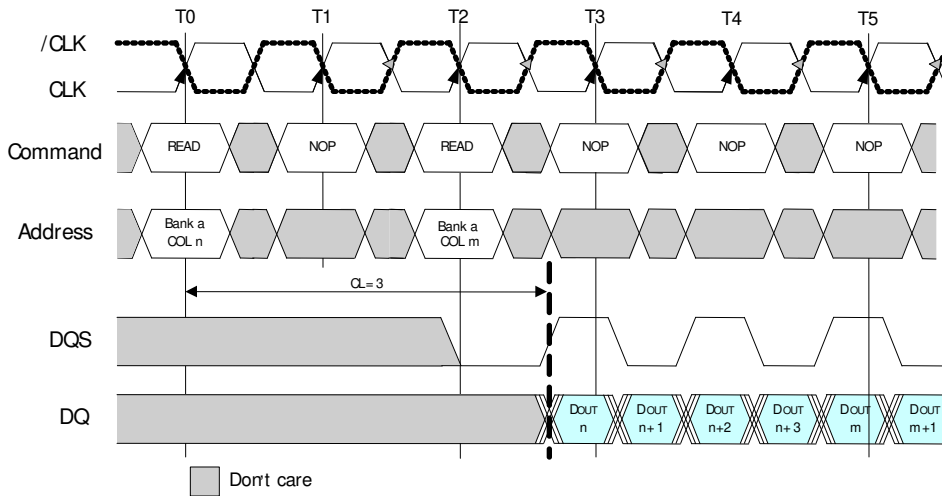 T0 T1 T2 T3 T4 T5
/CLK
CLK
Command READ NOP READ NOP NOP NOP
Address Bank a COL n Bank a COL m
CL = 3
DQS
DQ DOUT n DOUT n+1 DOUT n+2 DOUT n+3 DOUT m DOUT m+1
Don't care